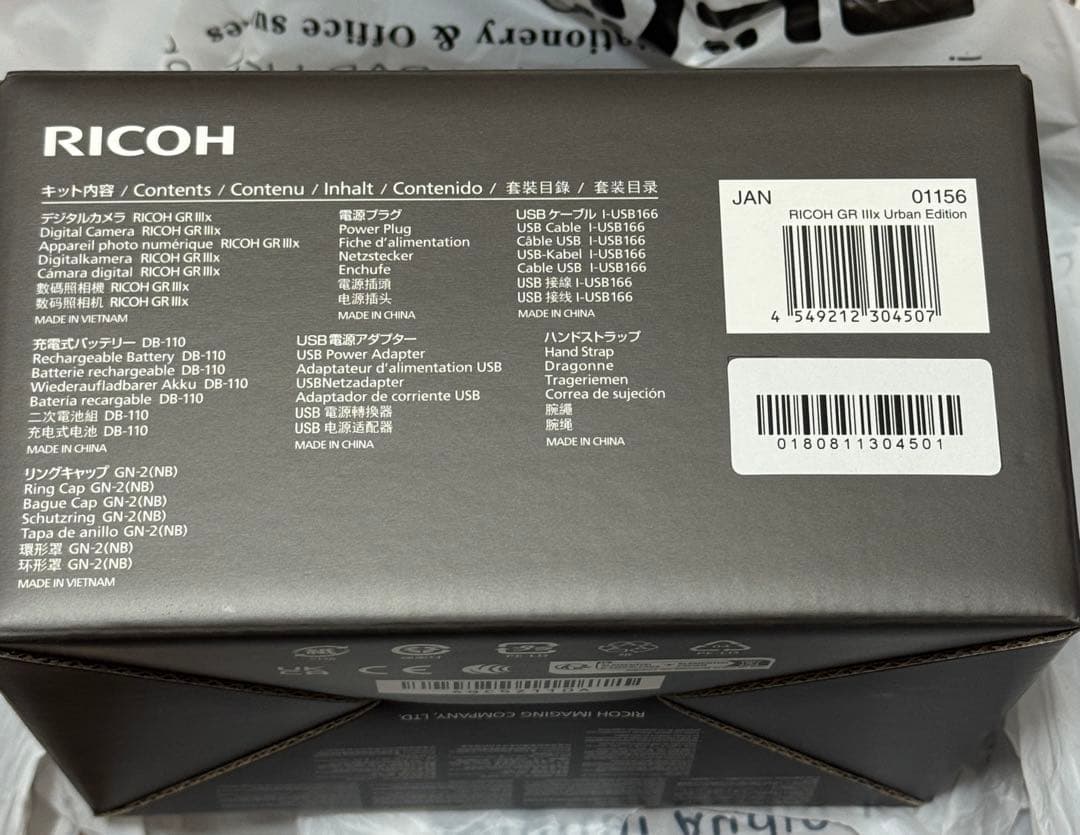 RICOH
キット内容 / Contents / Contenu / Inhalt / Contenido / 套裝目錄 / 套装目录
デジタルカメラ RICOH GR IIIx
Digital Camera RICOH GR IIIx
Appareil photo numérique RICOH GR IIIx
Digitalkamera RICOH GR IIIx
Cámara digital RICOH GR IIIx
數碼照相機 RICOH GR IIIx
数码照相机 RICOH GR IIIx
MADE IN VIETNAM
電源プラグ
Power Plug
Fiche d'alimentation
Netzstecker
Enchufe
電源插頭
电源插头
MADE IN CHINA
USB ケーブル I-USB166
USB Cable I-USB166
Câble USB I-USB166
USB-Kabel I-USB166
Cable USB I-USB166
USB 接線 I-USB166
USB 接线 I-USB166
MADE IN CHINA
充電式バッテリー DB-110
Rechargeable Battery DB-110
Batterie rechargeable DB-110
Wiederaufladbarer Akku DB-110
Batería recargable DB-110
二次電池組 DB-110
充电式电池 DB-110
MADE IN CHINA
USB電源アダプター
USB Power Adapter
Adaptateur d'alimentation USB
USBNetzadapter
Adaptador de corriente USB
USB 電源轉換器
USB 电源适配器
MADE IN CHINA
ハンドストラップ
Hand Strap
Dragonne
Trageriemen
Correa de sujeción
腕繩
腕绳
MADE IN CHINA
リングキャップ GN-2(NB)
Ring Cap GN-2(NB)
Bague Cap GN-2(NB)
Schutzring GN-2(NB)
Tapa de anillo GN-2(NB)
環形罩 GN-2(NB)
环形罩 GN-2(NB)
MADE IN VIETNAM
JAN 01156
RICOH GR IIIx Urban Edition
4 549212 304507
0180811304501
RICOH IMAGING COMPANY, LTD.
& Office